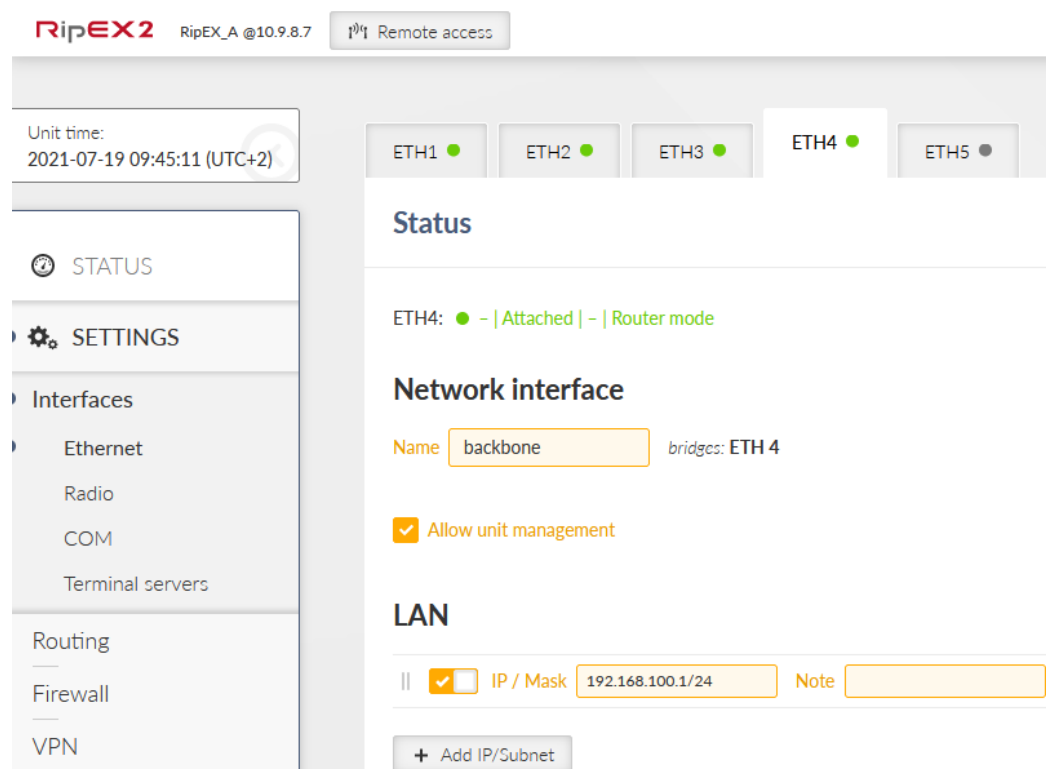 RipEX2 RipEX_A @10.9.8.7 Remote access
Unit time:
2021-07-19 09:45:11 (UTC+2)
ETH1 ETH2 ETH3 ETH4 ETH5
Status
STATUS
ETH4: – | Attached | – | Router mode
SETTINGS
Network interface
Interfaces
Name backbone bridges: ETH 4
Ethernet
Radio
Allow unit management
COM
Terminal servers
LAN
Routing
IP / Mask 192.168.100.1/24 Note
Firewall
VPN
+ Add IP/Subnet